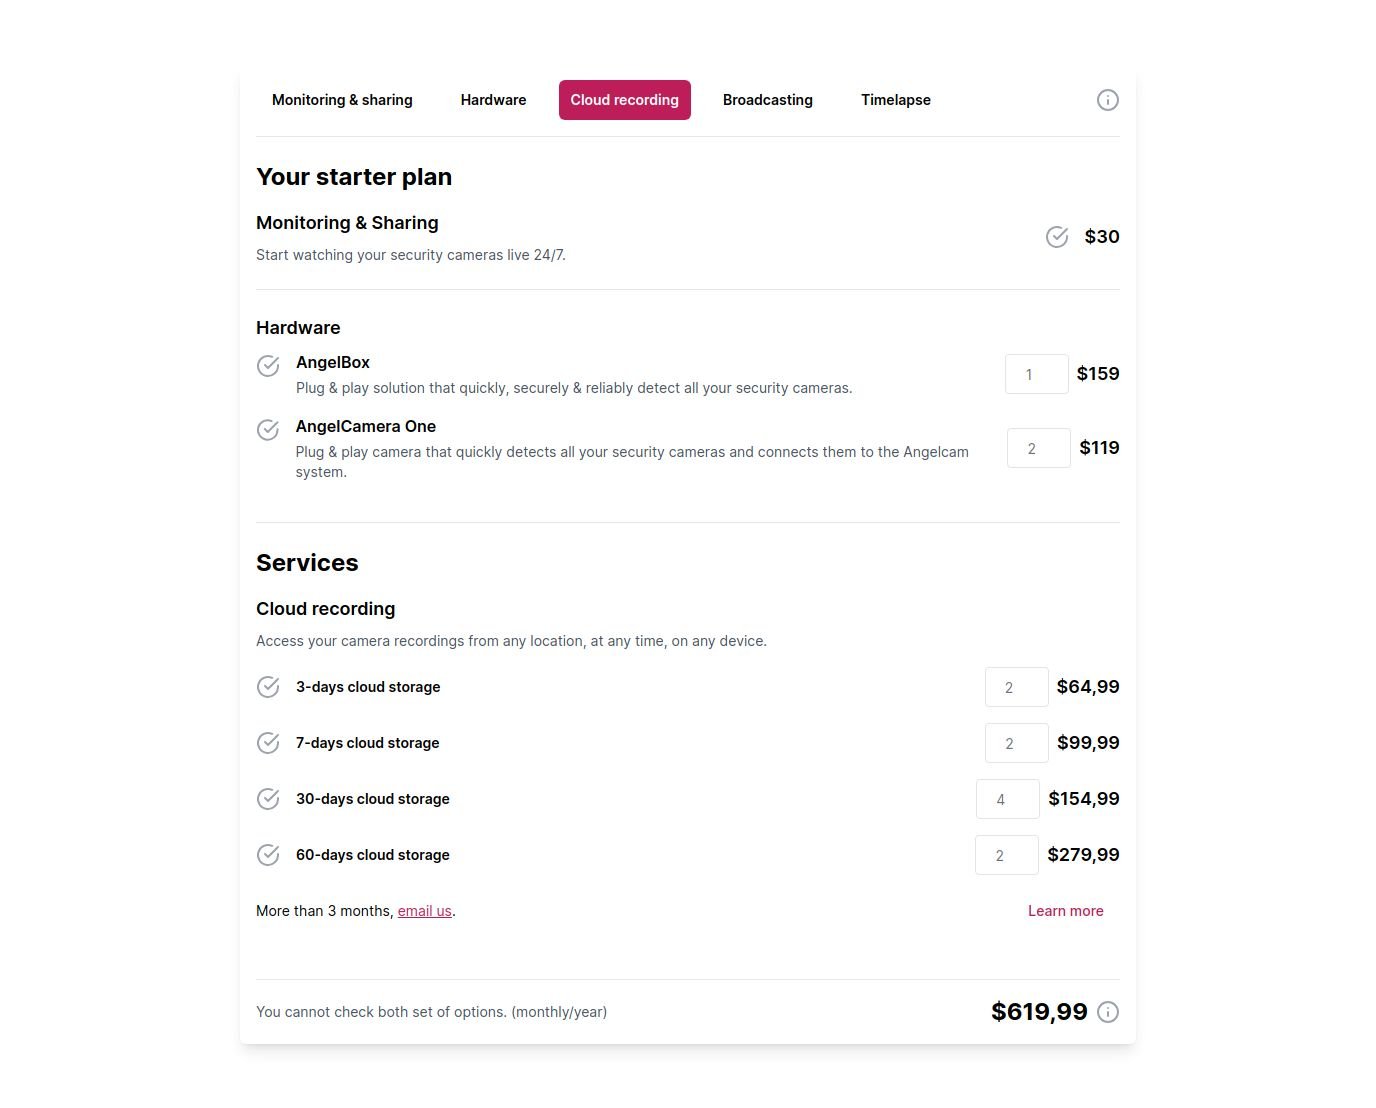 Monitoring & sharing Hardware Cloud recording Broadcasting Timelapse
Your starter plan
Monitoring & Sharing
Start watching your security cameras live 24/7.
$30
Hardware
AngelBox
Plug & play solution that quickly, securely & reliably detect all your security cameras.
1 $159
AngelCamera One
Plug & play camera that quickly detects all your security cameras and connects them to the Angelcam
system.
2 $119
Services
Cloud recording
Access your camera recordings from any location, at any time, on any device.
3-days cloud storage 2 $64,99
7-days cloud storage 2 $99,99
30-days cloud storage 4 $154,99
60-days cloud storage 2 $279,99
More than 3 months, email us. Learn more
You cannot check both set of options. (monthly/year) $619,99